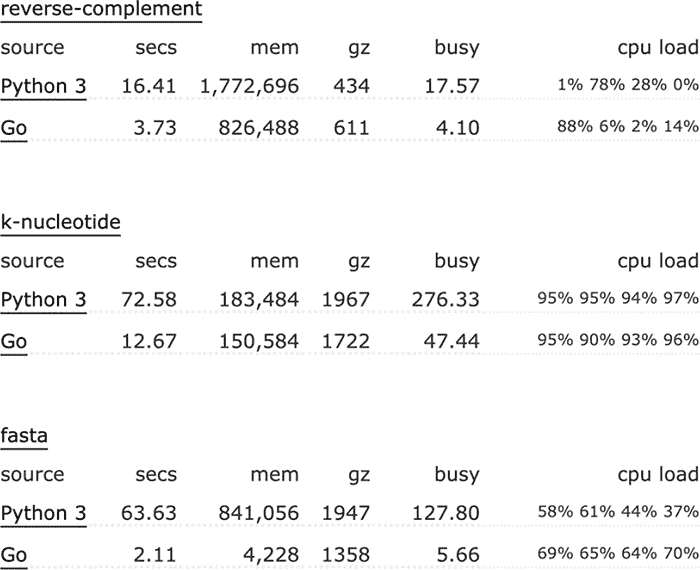 reverse-complement
source secs mem gz busy cpu load
Python 3 16.41 1,772,696 434 17.57 1% 78% 28% 0%
Go 3.73 826,488 611 4.10 88% 6% 2% 14%
k-nucleotide
source secs mem gz busy cpu load
Python 3 72.58 183,484 1967 276.33 95% 95% 94% 97%
Go 12.67 150,584 1722 47.44 95% 90% 93% 96%
fasta
source secs mem gz busy cpu load
Python 3 63.63 841,056 1947 127.80 58% 61% 44% 37%
Go 2.11 4,228 1358 5.66 69% 65% 64% 70%